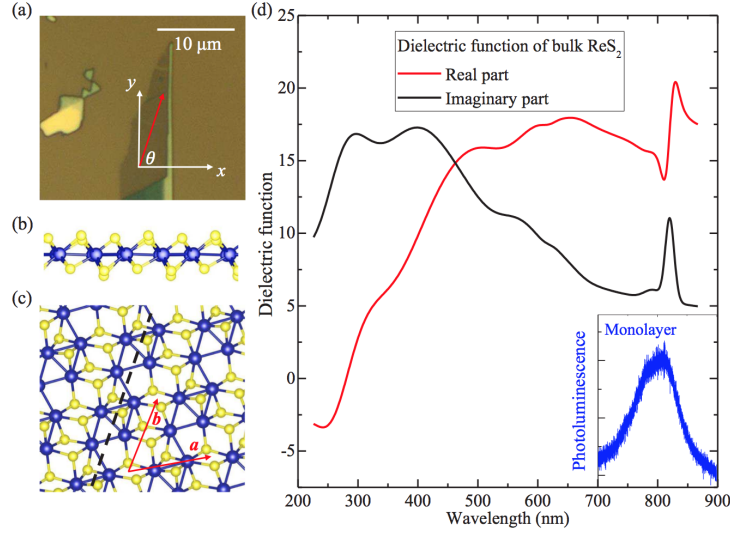 (a)
10 μm
y
θ
x
(b)
(c)
b
a
(d)
Dielectric function of bulk ReS2
Real part
Imaginary part
Dielectric function
25
20
15
10
5
0
-5
200 300 400 500 600 700 800 900
Wavelength (nm)
Monolayer
Photoluminescence